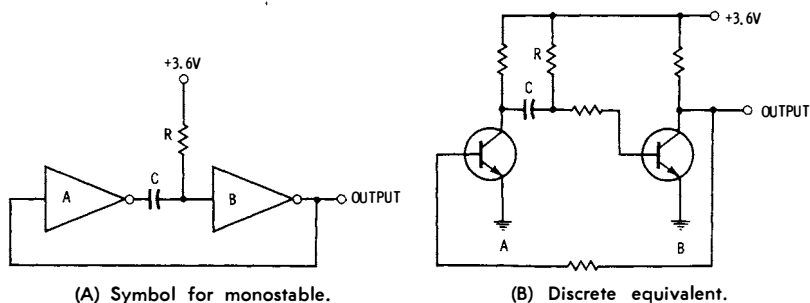 +3.6V
R
C
A
B
OUTPUT
(A) Symbol for monostable.
+3.6V
R
C
OUTPUT
A
B
(B) Discrete equivalent.